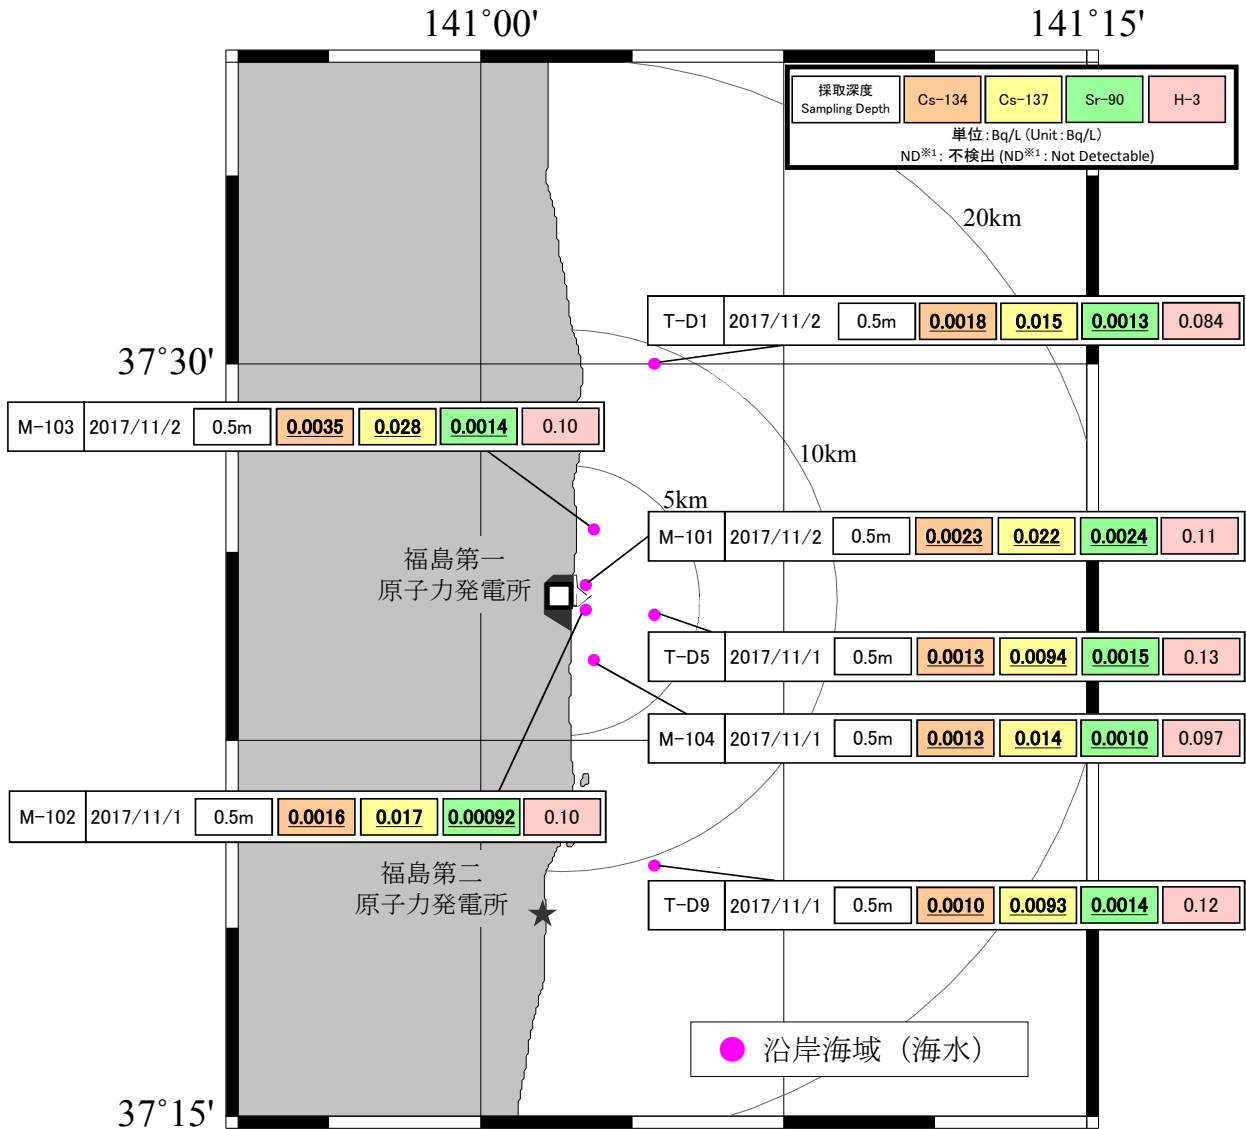 141°00'
141°15'
採取深度
Sampling Depth
Cs-134
Cs-137
Sr-90
H-3
単位:Bq/L (Unit:Bq/L)
ND※1: 不検出 (ND※1: Not Detectable)
20km
T-D1 2017/11/2 0.5m 0.0018 0.015 0.0013 0.084
37°30'
M-103 2017/11/2 0.5m 0.0035 0.028 0.0014 0.10
10km
5km
M-101 2017/11/2 0.5m 0.0023 0.022 0.0024 0.11
福島第一
原子力発電所
T-D5 2017/11/1 0.5m 0.0013 0.0094 0.0015 0.13
M-104 2017/11/1 0.5m 0.0013 0.014 0.0010 0.097
M-102 2017/11/1 0.5m 0.0016 0.017 0.00092 0.10
福島第二
原子力発電所
T-D9 2017/11/1 0.5m 0.0010 0.0093 0.0014 0.12
沿岸海域（海水）
37°15'